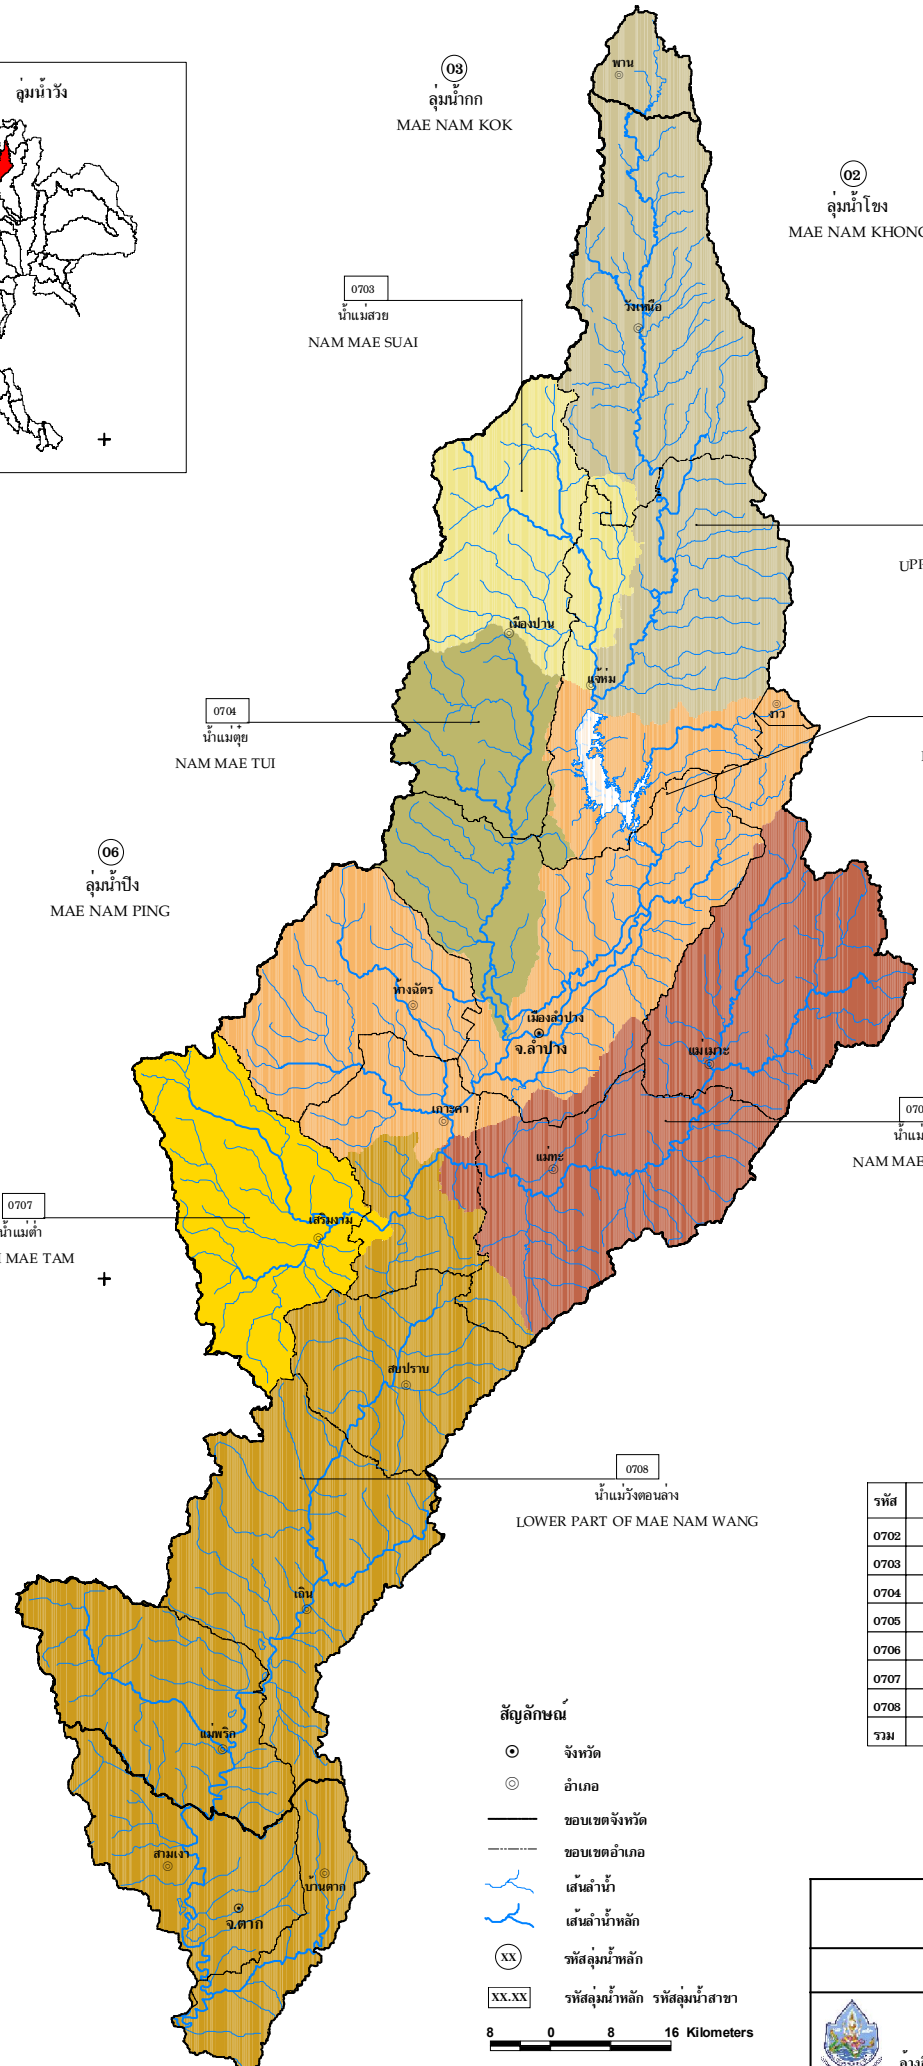 ลุ่มน้ำวัง
03
ลุ่มน้ำกก
MAE NAM KOK
02
ลุ่มน้ำโขง
MAE NAM KHONG
พาน
วังเหนือ
0703
น้ำแม่สวย
NAM MAE SUAI
เมืองปาน
แจ้ห่ม
งาว
0704
น้ำแม่ตุ๋ย
NAM MAE TUI
06
ลุ่มน้ำปิง
MAE NAM PING
ห้างฉัตร
เมืองลำปาง
จ.ลำปาง
แม่เมาะ
เกาะคา
แม่ทะ
น้ำแม่
NAM MAE
0707
น้ำแม่ต่ำ
MAE TAM
เสริมงาม
สบปราบ
0708
น้ำแม่วังตอนล่าง
LOWER PART OF MAE NAM WANG
เถิน
แม่พริก
สามเงา
บ้านตาก
จ.ตาก
รหัส
0702
0703
0704
0705
0706
0707
0708
รวม
สัญลักษณ์
จังหวัด
อำเภอ
ขอบเขตจังหวัด
ขอบเขตอำเภอ
เส้นลำน้ำ
เส้นลำน้ำหลัก
XX รหัสลุ่มน้ำหลัก
XX.XX รหัสลุ่มน้ำหลัก รหัสลุ่มน้ำสาขา
8 0 8 16 Kilometers